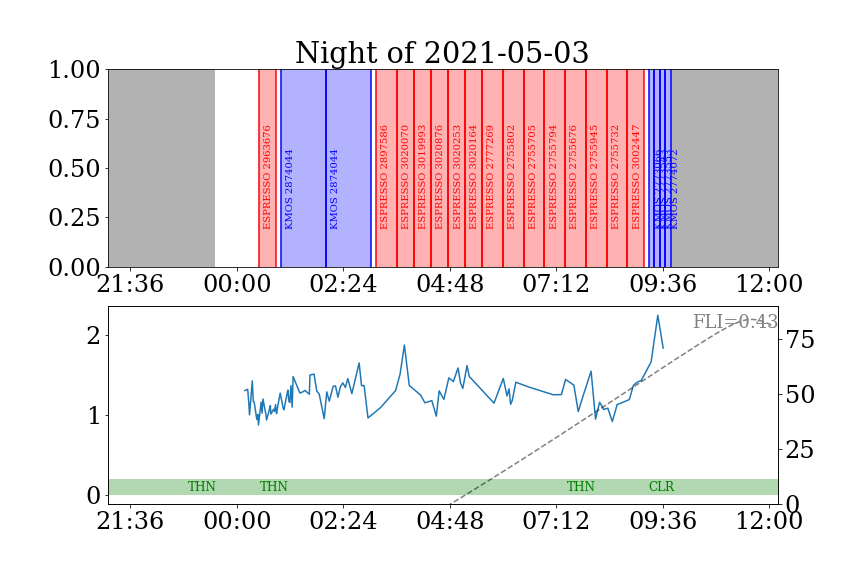 Night of 2021-05-03
1.00
0.75
0.50
0.25
0.00
ESPRESSO 2963676
KMOS 2874044
KMOS 2874044
ESPRESSO 2897586
ESPRESSO 3020070
ESPRESSO 3019993
ESPRESSO 3020876
ESPRESSO 3020253
ESPRESSO 3020164
ESPRESSO 2777269
ESPRESSO 2755802
ESPRESSO 2755705
ESPRESSO 2755794
ESPRESSO 2755676
ESPRESSO 2755945
ESPRESSO 2755732
ESPRESSO 3002447
KMOS
KMOS
KMOS 2774072
21:36 00:00 02:24 04:48 07:12 09:36 12:00
FLI=0.43
2
1
0
75
50
25
0
THN THN THN CLR
21:36 00:00 02:24 04:48 07:12 09:36 12:00